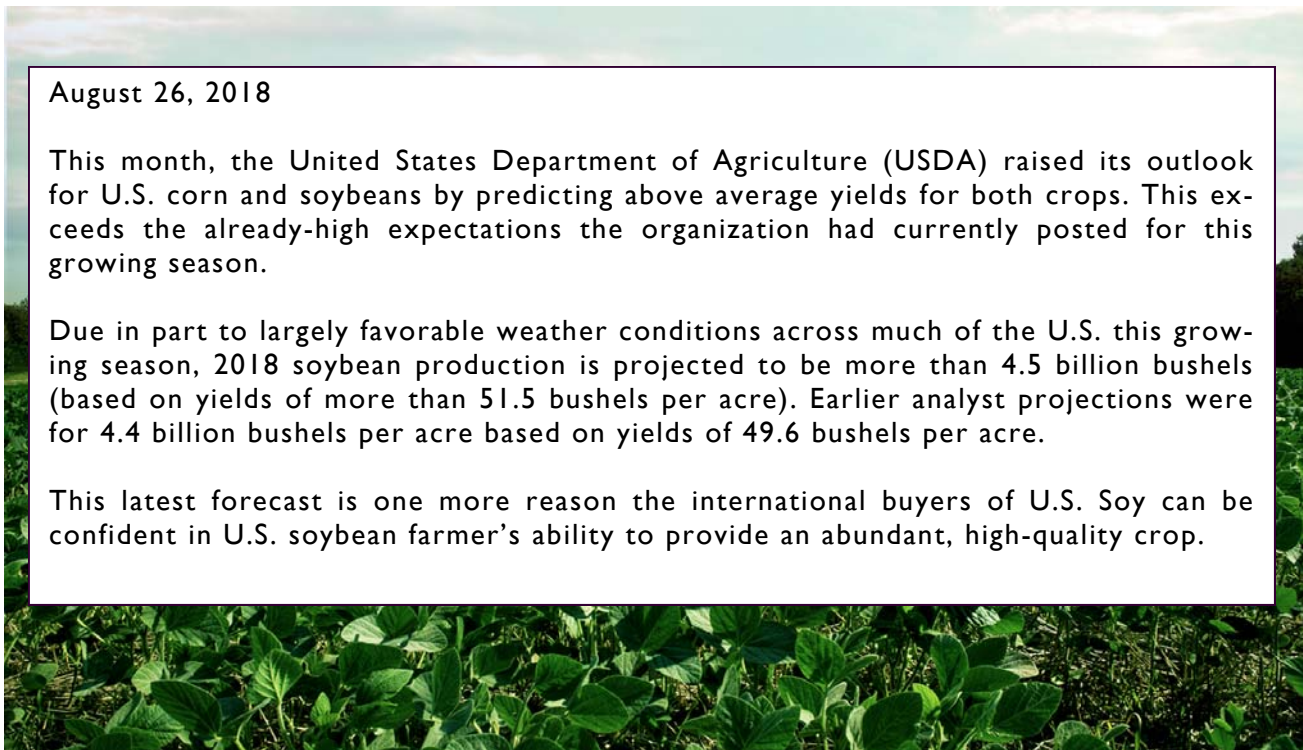 August 26, 2018
This month, the United States Department of Agriculture (USDA) raised its outlook
for U.S. corn and soybeans by predicting above average yields for both crops. This ex-
ceeds the already-high expectations the organization had currently posted for this
growing season.
Due in part to largely favorable weather conditions across much of the U.S. this grow-
ing season, 2018 soybean production is projected to be more than 4.5 billion bushels
(based on yields of more than 51.5 bushels per acre). Earlier analyst projections were
for 4.4 billion bushels per acre based on yields of 49.6 bushels per acre.
This latest forecast is one more reason the international buyers of U.S. Soy can be
confident in U.S. soybean farmer’s ability to provide an abundant, high-quality crop.